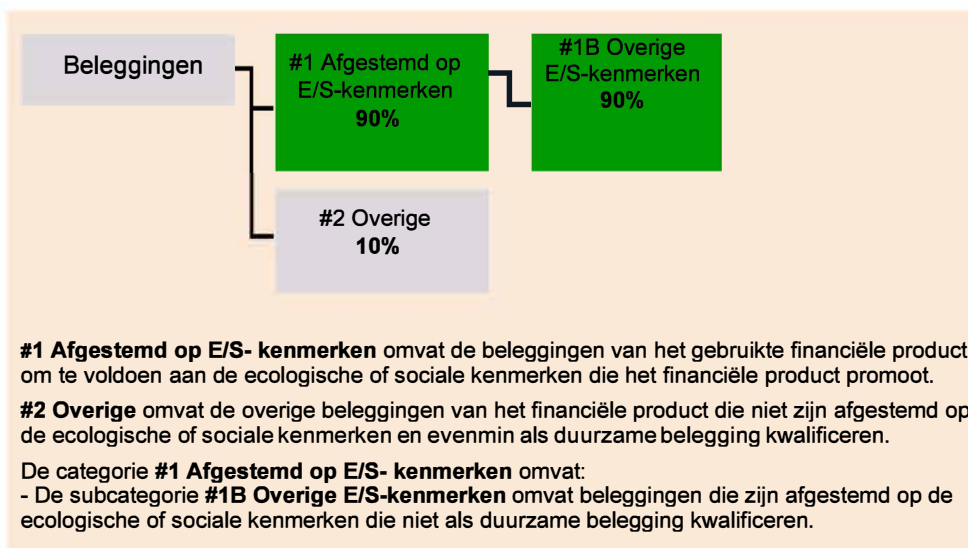 Beleggingen
#1 Afgestemd op
E/S-kenmerken
90%
#1B Overige
E/S-kenmerken
90%
#2 Overige
10%
#1 Afgestemd op E/S- kenmerken omvat de beleggingen van het gebruikte financiële product
om te voldoen aan de ecologische of sociale kenmerken die het financiële product promoot.
#2 Overige omvat de overige beleggingen van het financiële product die niet zijn afgestemd op
de ecologische of sociale kenmerken en evenmin als duurzame belegging kwalificeren.
De categorie #1 Afgestemd op E/S- kenmerken omvat:
- De subcategorie #1B Overige E/S-kenmerken omvat beleggingen die zijn afgestemd op de
ecologische of sociale kenmerken die niet als duurzame belegging kwalificeren.